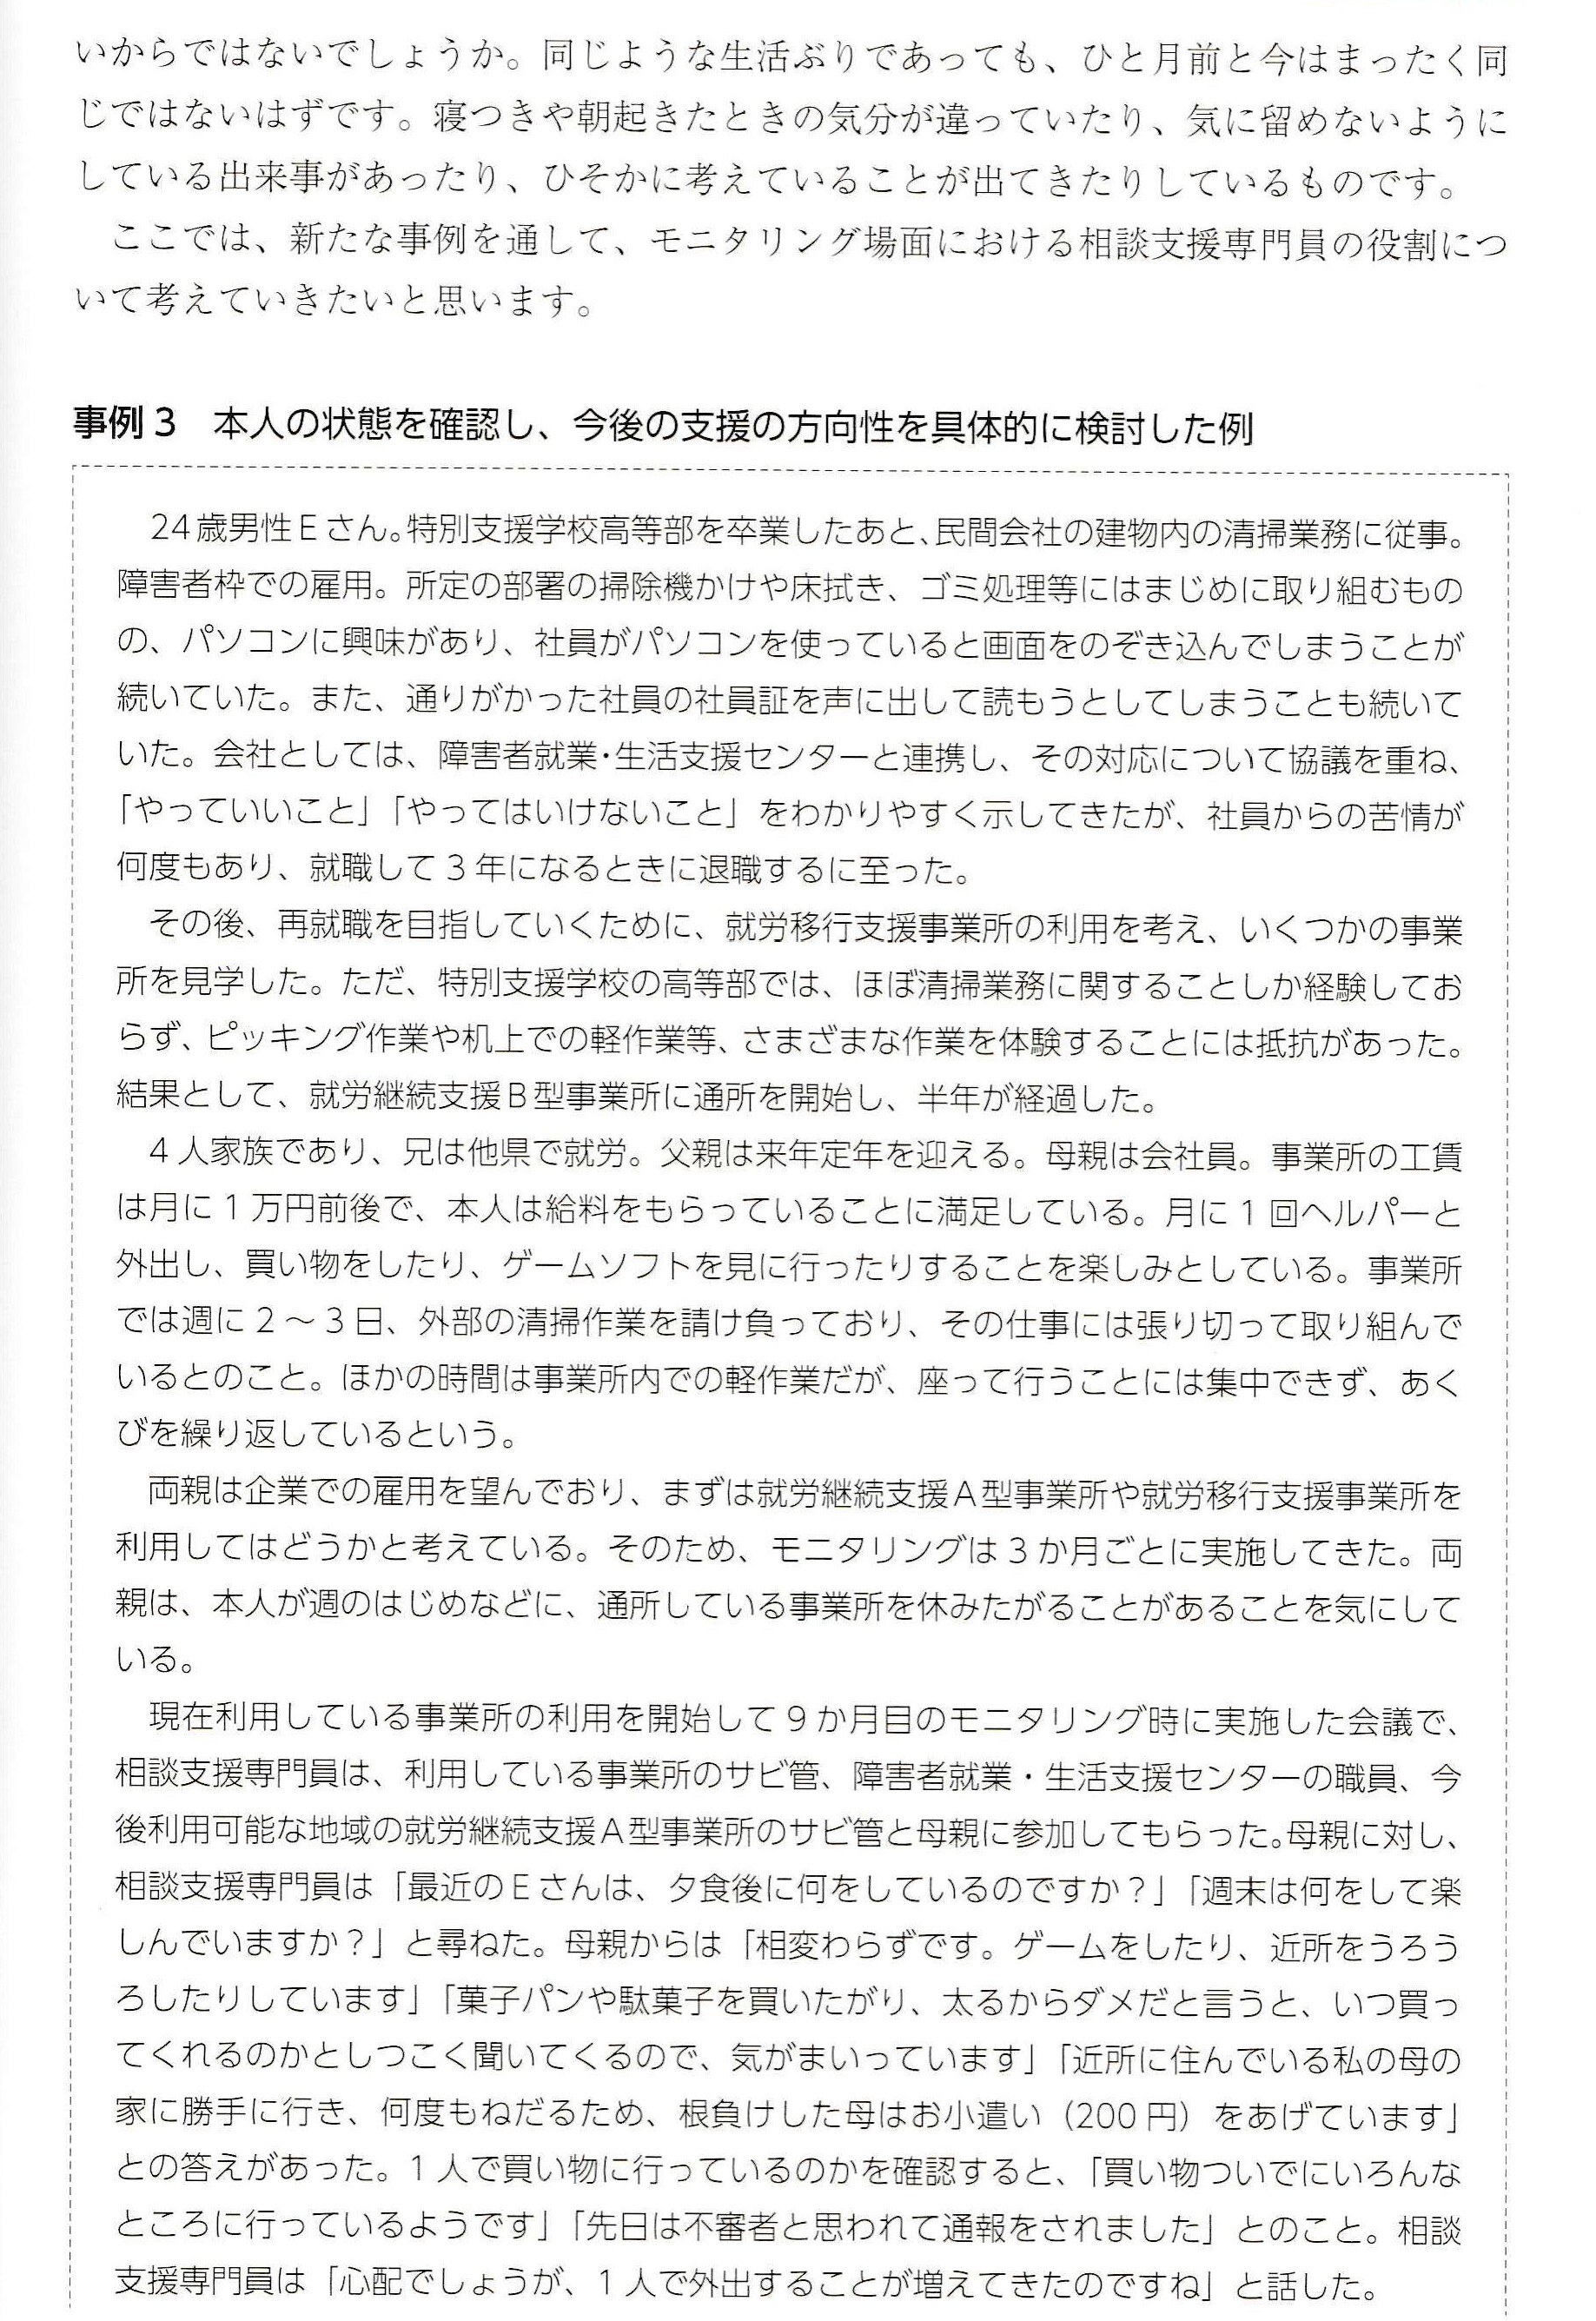 いからではないでしょうか。同じような生活ぶりであっても、ひと月前と今はまったく同
じではないはずです。寝つきや朝起きたときの気分が違っていたり、気に留めないように
している出来事があったり、ひそかに考えていることが出てきたりしているものです。
ここでは、新たな事例を通して、モニタリング場面における相談支援専門員の役割につ
いて考えていきたいと思います。
事例3 本人の状態を確認し、今後の支援の方向性を具体的に検討した例
24歳男性Eさん。特別支援学校高等部を卒業したあと、民間会社の建物内の清掃業務に従事。
障害者枠での雇用。所定の部署の掃除機かけや床拭き、ゴミ処理等にはまじめに取り組むもの
の、パソコンに興味があり、社員がパソコンを使っていると画面をのぞき込んでしまうことが
続いていた。また、通りがかった社員の社員証を声に出して読もうとしてしまうことも続いて
いた。会社としては、障害者就業・生活支援センターと連携し、その対応について協議を重ね、
「やっていいこと」「やってはいけないこと」をわかりやすく示してきたが、社員からの苦情が
何度もあり、就職して3年になるときに退職するに至った。
その後、再就職を目指していくために、就労移行支援事業所の利用を考え、いくつかの事業
所を見学した。ただ、特別支援学校の高等部では、ほぼ清掃業務に関することしか経験してお
らず、ピッキング作業や机上での軽作業等、さまざまな作業を体験することには抵抗があった。
結果として、就労継続支援B型事業所に通所を開始し、半年が経過した。
4人家族であり、兄は他県で就労。父親は来年定年を迎える。母親は会社員。事業所の工賃
は月に1万円前後で、本人は給料をもらっていることに満足している。月に1回ヘルパーと
外出し、買い物をしたり、ゲームソフトを見に行ったりすることを楽しみとしている。事業所
では週に2~3日、外部の清掃作業を請け負っており、その仕事には張り切って取り組んで
いるとのこと。ほかの時間は事業所内での軽作業だが、座って行うことには集中できず、あく
びを繰り返しているという。
両親は企業での雇用を望んでおり、まずは就労継続支援A型事業所や就労移行支援事業所を
利用してはどうかと考えている。そのため、モニタリングは3か月ごとに実施してきた。両
親は、本人が週のはじめなどに、通所している事業所を休みたがることがあることを気にして
いる。
現在利用している事業所の利用を開始して9か月目のモニタリング時に実施した会議で、
相談支援専門員は、利用している事業所のサビ管、障害者就業・生活支援センターの職員、今
後利用可能な地域の就労継続支援A型事業所のサビ管と母親に参加してもらった。母親に対し、
相談支援専門員は「最近のEさんは、夕食後に何をしているのですか?」「週末は何をして楽
しんでいますか?」と尋ねた。母親からは「相変わらずです。ゲームをしたり、近所をうろう
ろしたりしています」「菓子パンや駄菓子を買いたがり、太るからダメだと言うと、いつ買っ
てくれるのかとしつこく聞いてくるので、気がまいっています」「近所に住んでいる私の母の
家に勝手に行き、何度もねだるため、根負けした母はお小遣い(200円)をあげています」
との答えがあった。1人で買い物に行っているのかを確認すると、「買い物ついでにいろんな
ところに行っているようです」「先日は不審者と思われて通報をされました」とのこと。相談
支援専門員は「心配でしょうが、1人で外出することが増えてきたのですね」と話した。